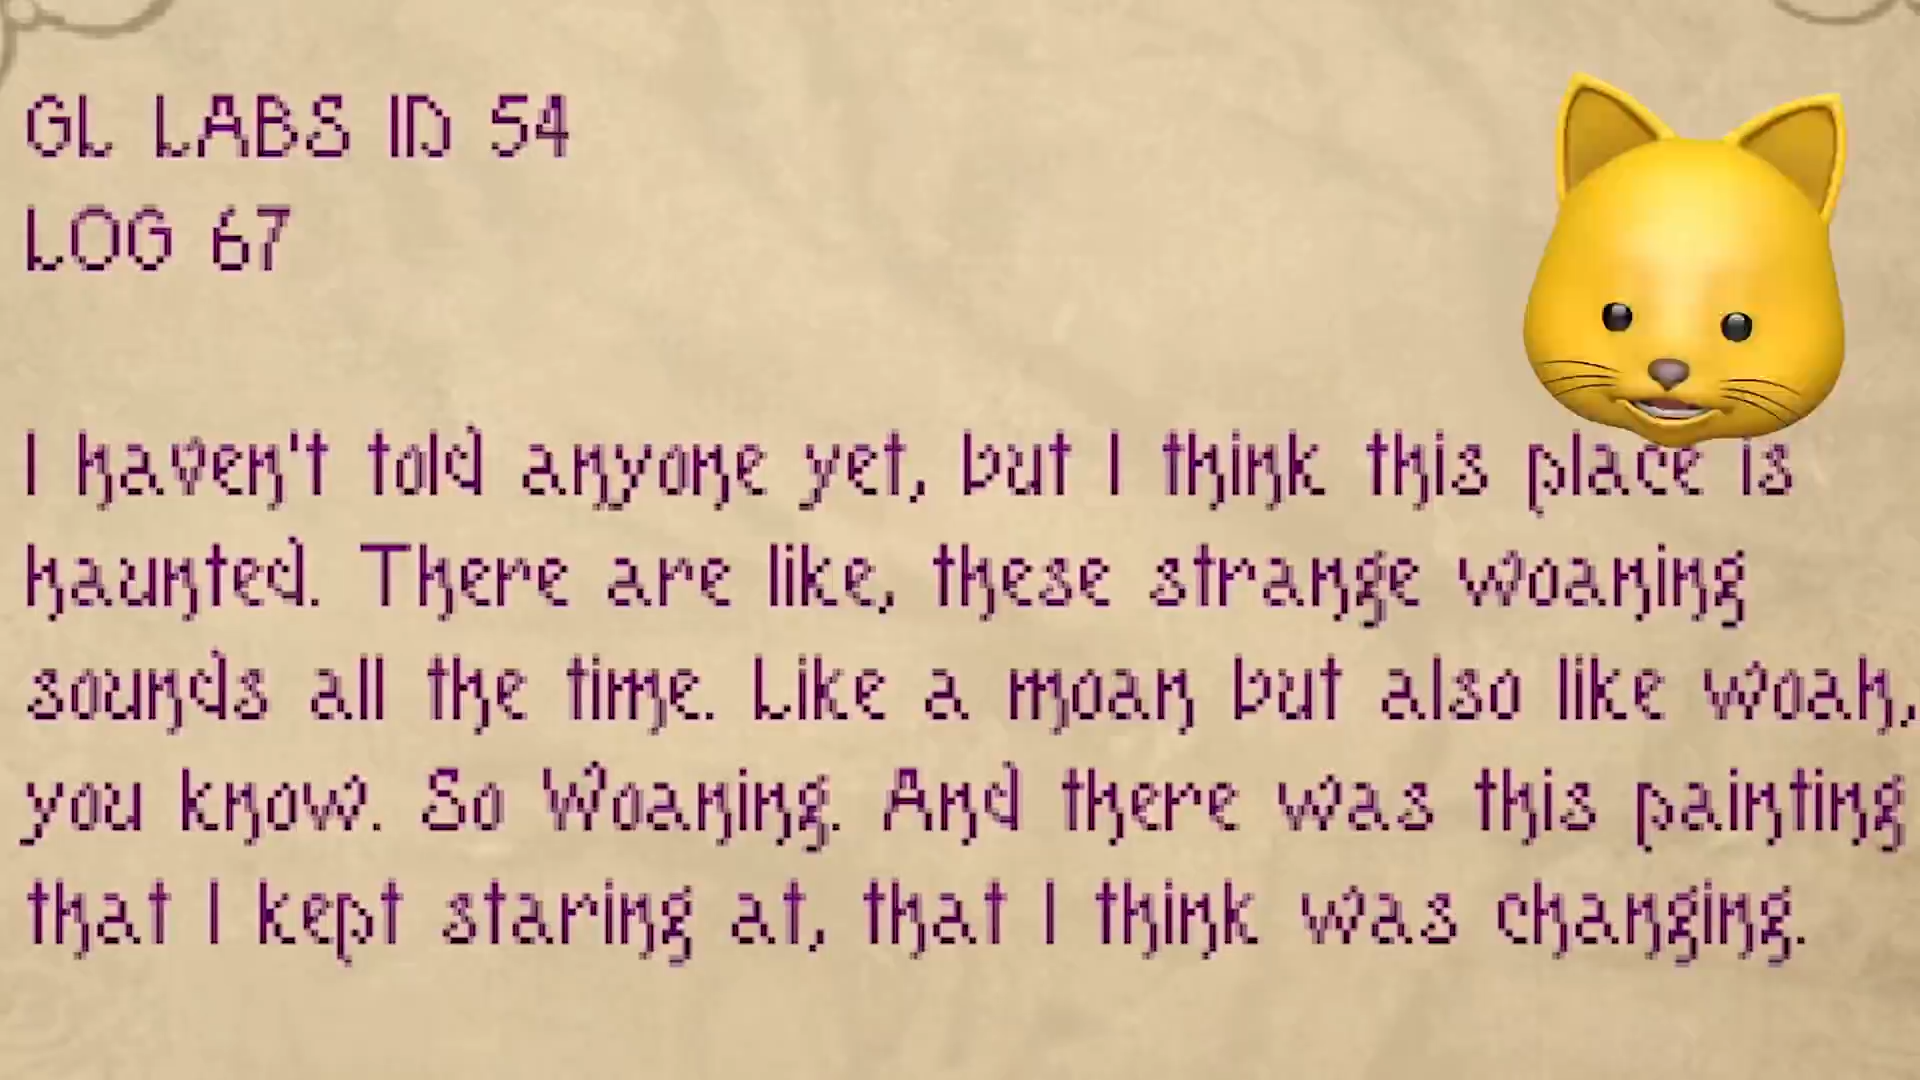 GL LABS ID 54
LOG 67
I haven't told anyone yet, but I think this place is
haunted. There are like, these strange woaning
sounds all the time. Like a moan but also like woah,
you know. So Woaning. And there was this painting
that I kept staring at, that I think was changing.